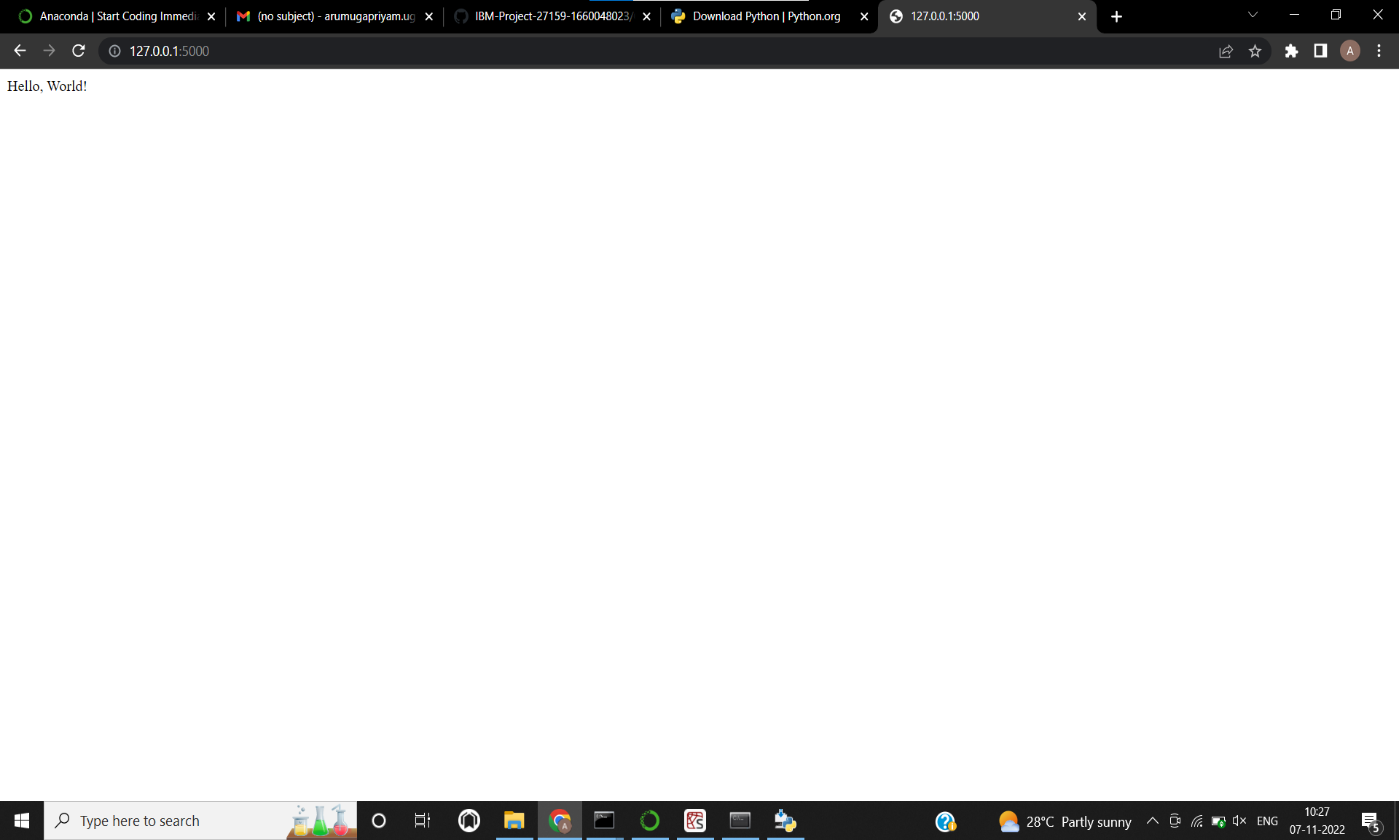 Anaconda | Start Coding Immedi
(no subject) - arumugapriyam.ug
IBM-Project-27159-1660048023/
Download Python | Python.org
127.0.0.1:5000
127.0.0.1:5000
A
Hello, World!
Type here to search
28°C Partly sunny
ENG
10:27
07-11-2022
5